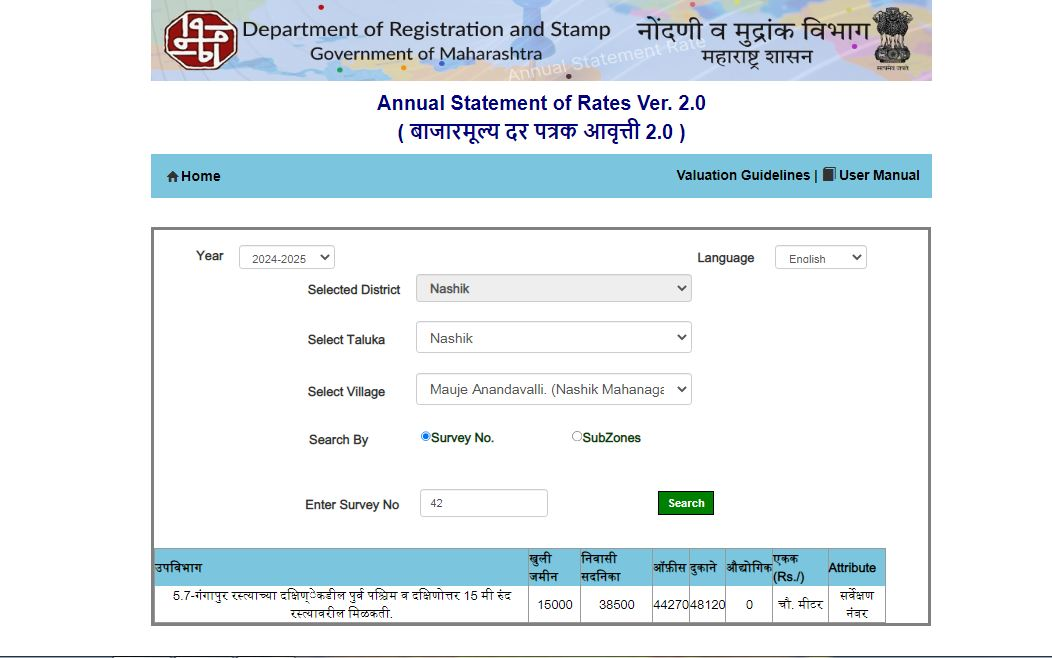 Department of Registration and Stamp
Government of Maharashtra
नोंदणी व मुद्रांक विभाग
महाराष्ट्र शासन
Annual Statement Rate
Annual Statement of Rates Ver. 2.0
( बाजारमूल्य दर पत्रक आवृत्ती 2.0 )
Home
Valuation Guidelines | User Manual
Year 2024-2025 Language English
Selected District Nashik
Select Taluka Nashik
Select Village Mauje Anandavalli. (Nashik Mahanaga
Search By Survey No. SubZones
Enter Survey No 42 Search
उपविभाग खुली जमीन निवासी सदनिका ऑफ़ीस दुकाने औद्योगिक एकक (Rs./) Attribute
5.7-गंगापुर रस्त्याच्या दक्षिण्ेकडील पुर्व पश्चिम व दक्षिणोत्तर 15 मी रुंद
रस्त्यावरील मिळकती. 15000 38500 44270 48120 0 चौ. मीटर सर्वेक्षण नंबर